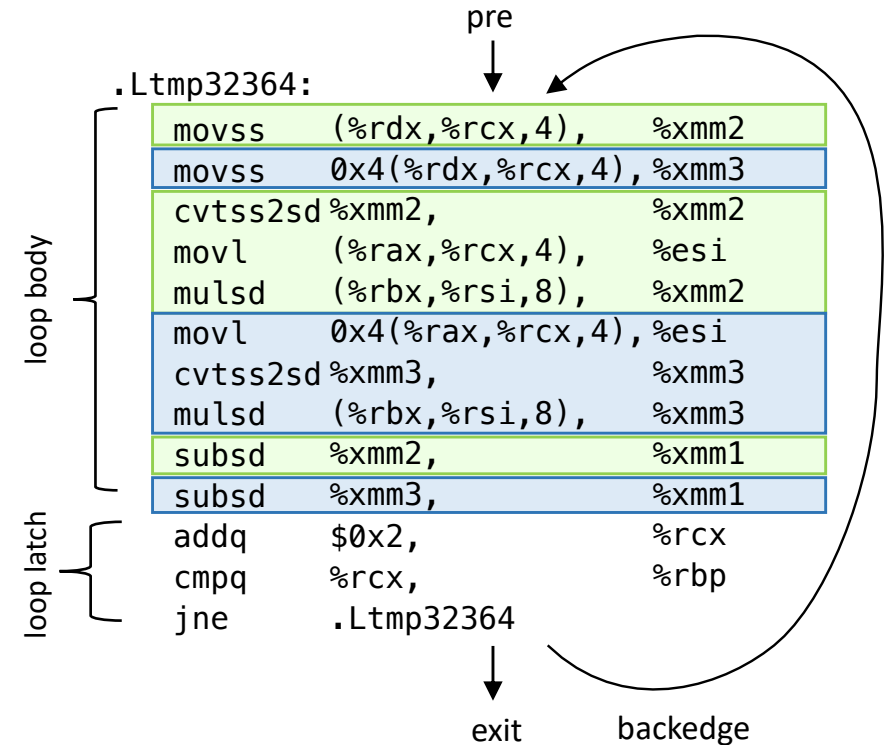 pre
.Ltmp32364:
movss (%rdx,%rcx,4), %xmm2
movss 0x4(%rdx,%rcx,4), %xmm3
cvtss2sd %xmm2, %xmm2
movl (%rax,%rcx,4), %esi
mulsd (%rbx,%rsi,8), %xmm2
movl 0x4(%rax,%rcx,4), %esi
cvtss2sd %xmm3, %xmm3
mulsd (%rbx,%rsi,8), %xmm3
subsd %xmm2, %xmm1
subsd %xmm3, %xmm1
loop body
addq $0x2, %rcx
cmpq %rcx, %rbp
jne .Ltmp32364
loop latch
exit backedge